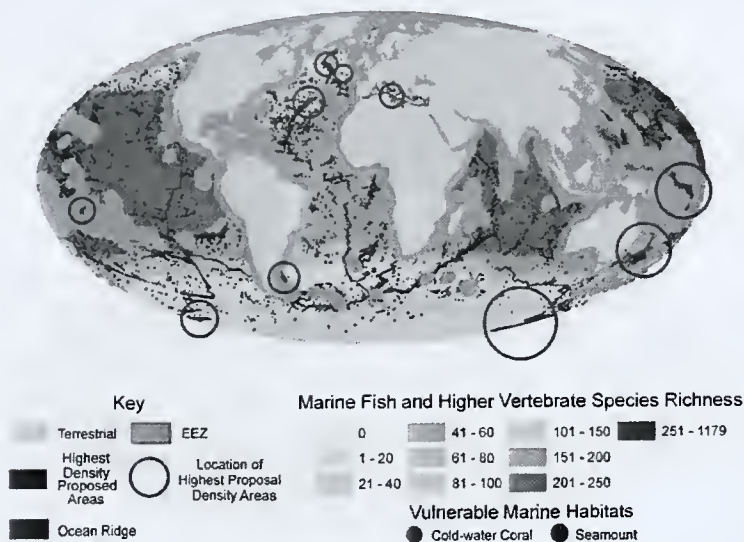 Key
Terrestrial
EEZ
Highest
Density
Proposed
Areas
Location of
Highest Proposal
Density Areas
Ocean Ridge
Marine Fish and Higher Vertebrate Species Richness
0
41 - 60
101 - 150
251 - 1179
1 - 20
61 - 80
151 - 200
21 - 40
81 - 100
201 - 250
Vulnerable Marine Habitats
Cold-water Coral
Seamount